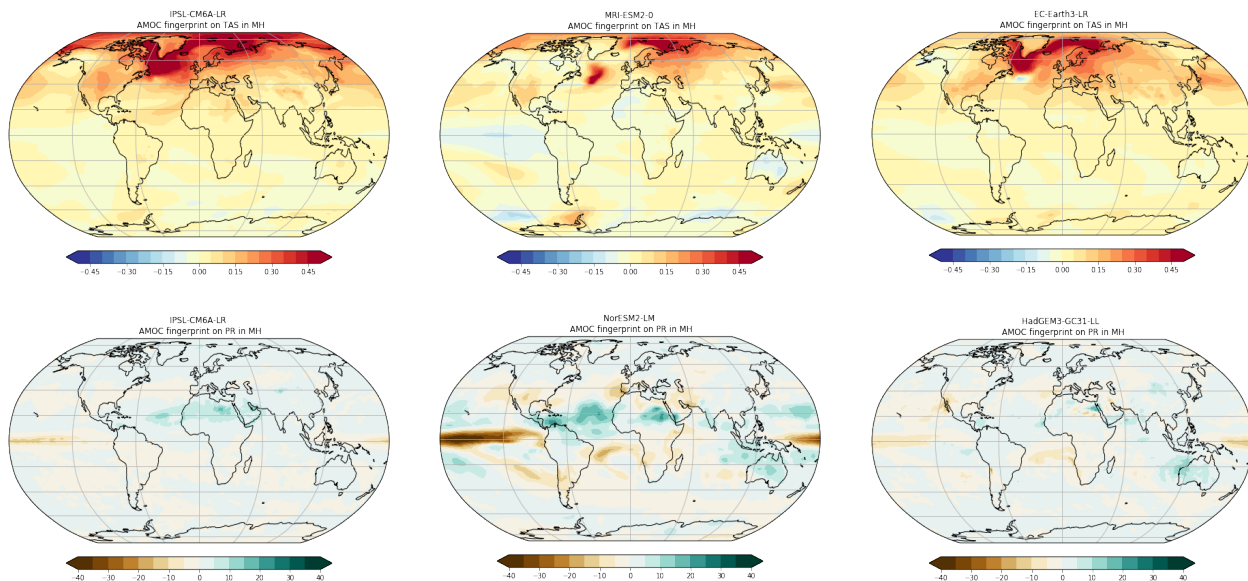 IPSL-CM6A-LR
AMOC fingerprint on TAS in MH
−0.45 −0.30 −0.15 0.00 0.15 0.30 0.45
MRI-ESM2-0
AMOC fingerprint on TAS in MH
−0.45 −0.30 −0.15 0.00 0.15 0.30 0.45
EC-Earth3-LR
AMOC fingerprint on TAS in MH
−0.45 −0.30 −0.15 0.00 0.15 0.30 0.45
IPSL-CM6A-LR
AMOC fingerprint on PR in MH
−40 −30 −20 −10 0 10 20 30 40
NorESM2-LM
AMOC fingerprint on PR in MH
−40 −30 −20 −10 0 10 20 30 40
HadGEM3-GC31-LL
AMOC fingerprint on PR in MH
−40 −30 −20 −10 0 10 20 30 40